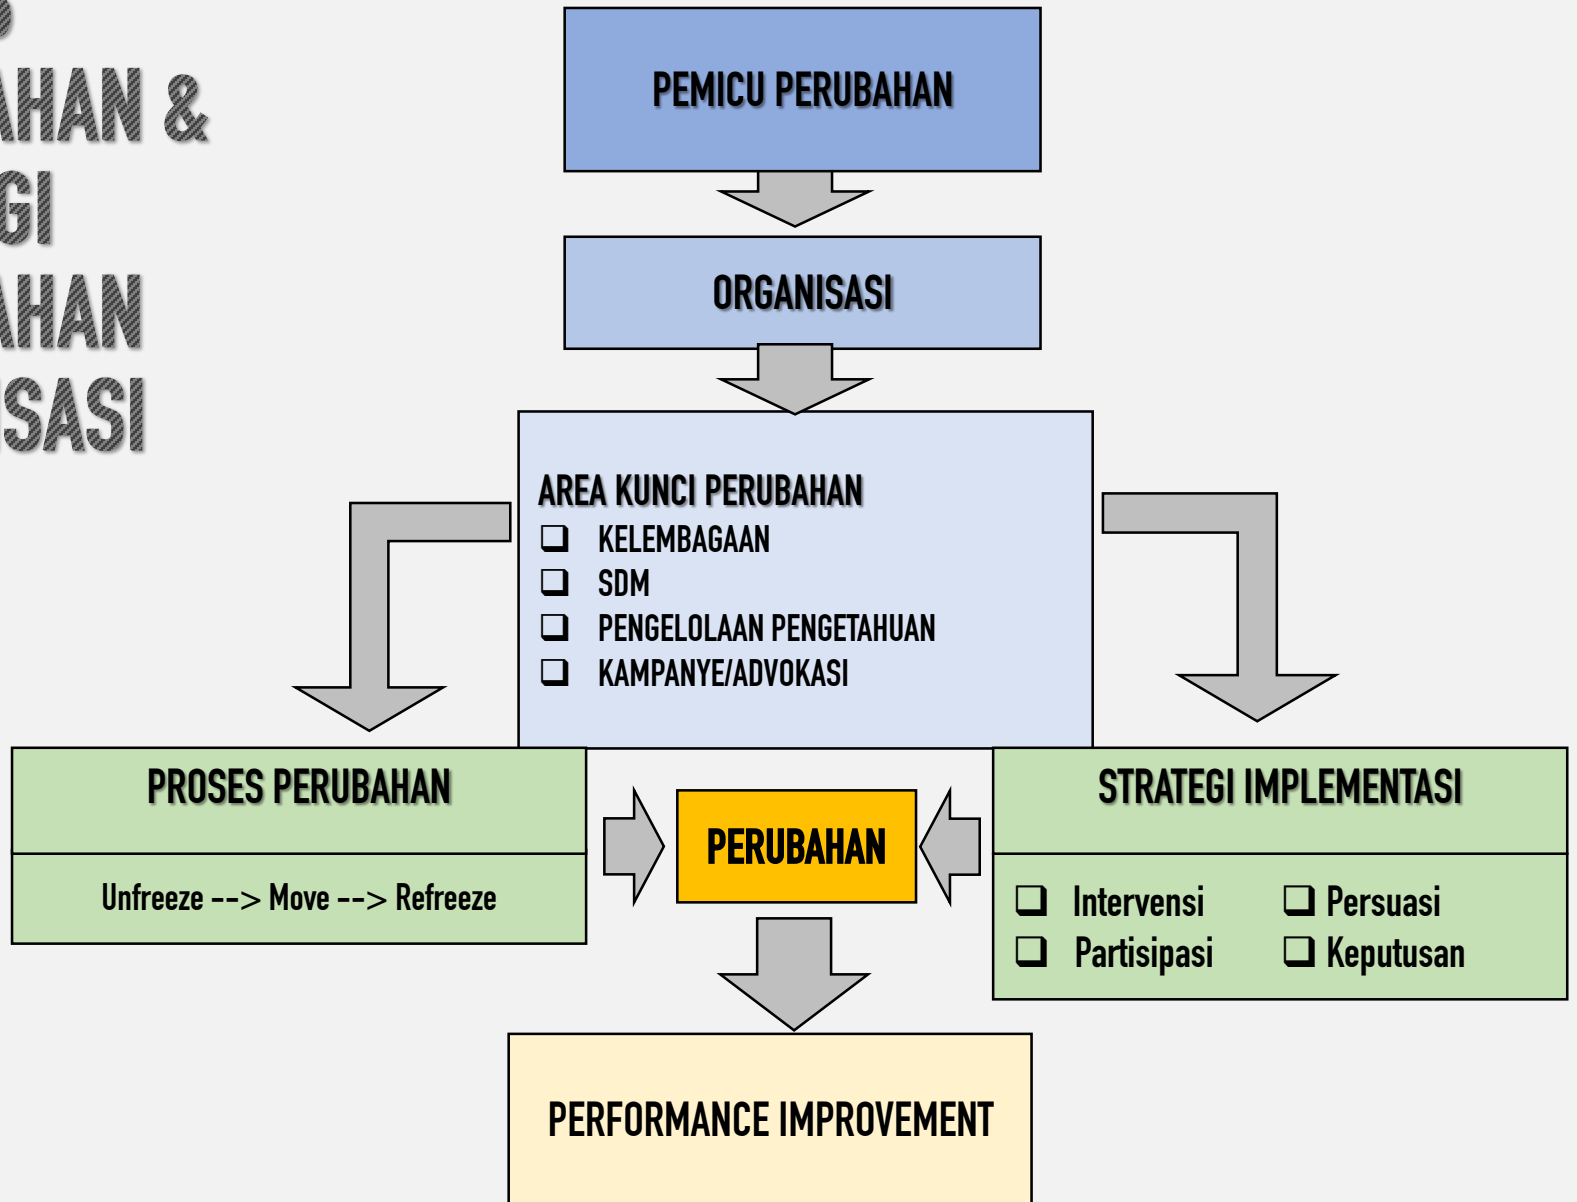 &
PEMICU PERUBAHAN
ORGANISASI
AREA KUNCI PERUBAHAN
KELEMBAGAAN
SDM
PENGELOLAAN PENGETAHUAN
KAMPANYE/ADVOKASI
PROSES PERUBAHAN
Unfreeze --> Move --> Refreeze
PERUBAHAN
STRATEGI IMPLEMENTASI
Intervensi Persuasi
Partisipasi Keputusan
PERFORMANCE IMPROVEMENT